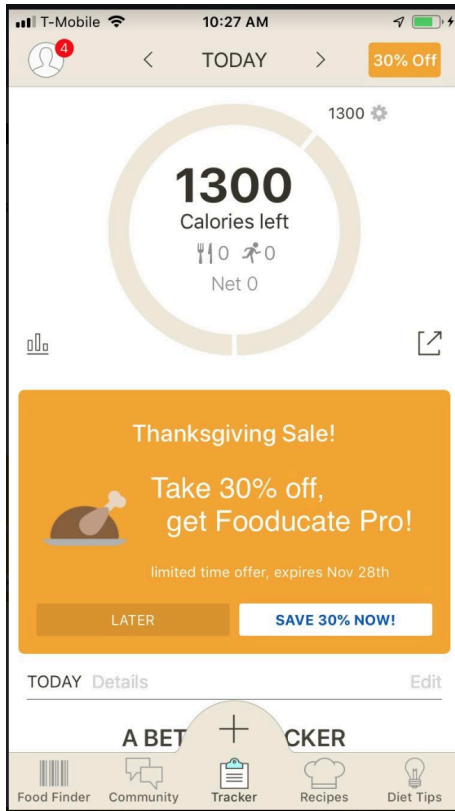 T-Mobile 10:27 AM
4
TODAY
30% Off
1300
1300
Calories left
0 0
Net 0
Thanksgiving Sale!
Take 30% off,
get Fooducate Pro!
limited time offer, expires Nov 28th
LATER SAVE 30% NOW!
TODAY Details Edit
A BET CKER
Food Finder Community Tracker Recipes Diet Tips